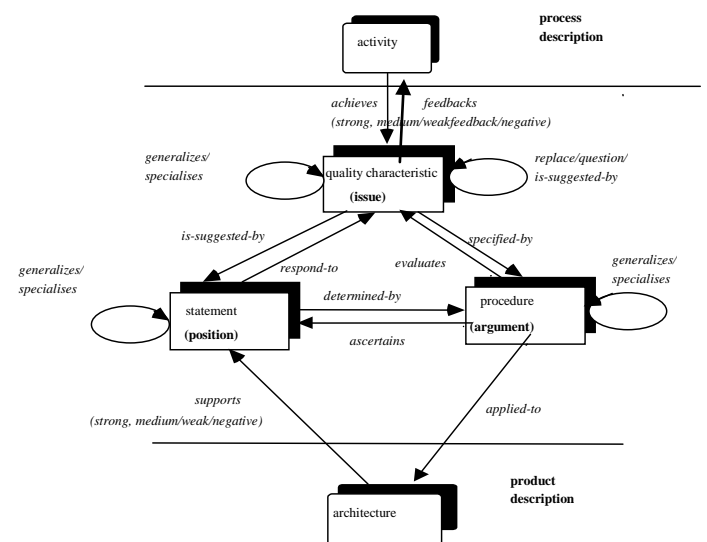 process
description
activity
achieves
feedbacks
(strong, medium/weakfeedback/negative)
generalizes/
specialises
replace/question/
is-suggested-by
quality characteristic
(issue)
is-suggested-by
specified-by
respond-to
evaluates
generalizes/
specialises
generalizes/
specialises
determined-by
statement
(position)
procedure
(argument)
ascertains
supports
(strong, medium/weak/negative)
applied-to
product
description
architecture